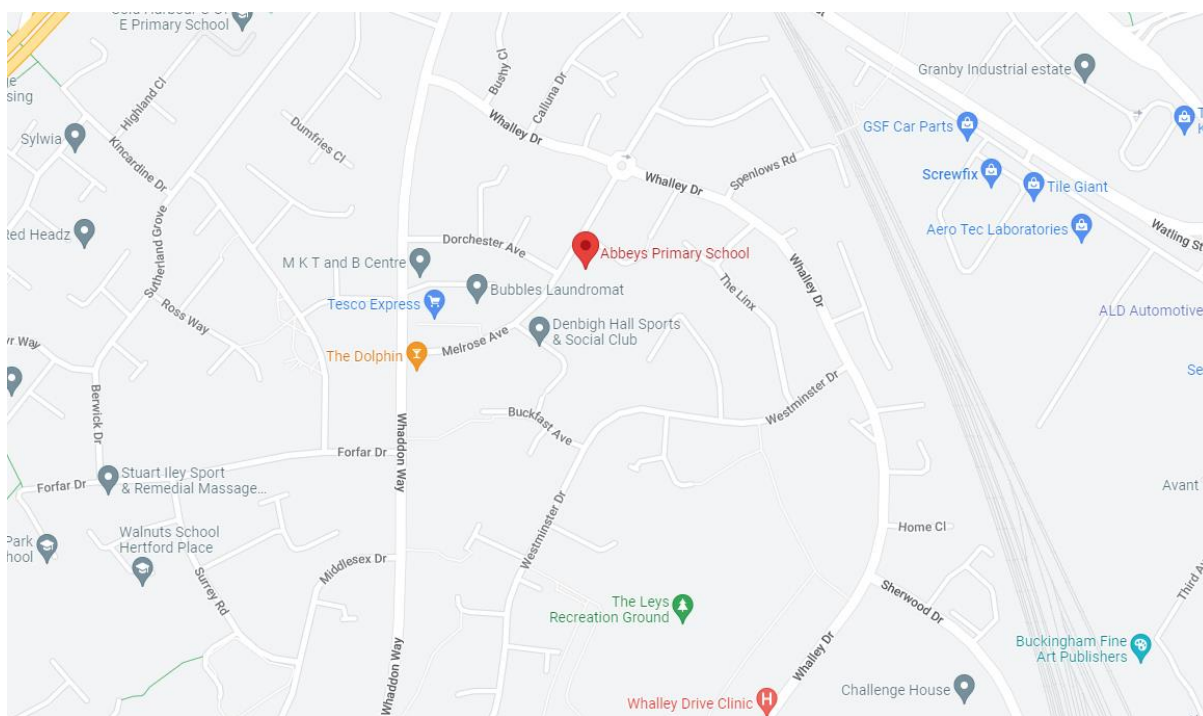 E Primary School
Highland Cl
Sylwia
Kincardine Dr
Dumfries Cl
Bushy Cl
Calluna Dr
Whalley Dr
Granby Industrial estate
GSF Car Parts
Screwfix
Tile Giant
Aero Tec Laboratories
Watling St
Whalley Dr
Spenlows Rd
Red Headz
Sutherland Grove
Ross Way
M K T and B Centre
Dorchester Ave
Abbeys Primary School
Bubbles Laundromat
Tesco Express
The Linx
Whalley Dr
ALD Automotive
Denbigh Hall Sports
& Social Club
Melrose Ave
The Dolphin
Berwick Dr
Whaddon Way
Buckfast Ave
Westminster Dr
Forfar Dr
Forfar Dr
Stuart Iley Sport
& Remedial Massage...
Walnuts School
Hertford Place
Park
Surrey Rd
Middlesex Dr
Westminster Dr
Avant
Home Cl
The Leys
Recreation Ground
Sherwood Dr
Whalley Dr
Whaddon Way
Whalley Drive Clinic
Challenge House
Buckingham Fine
Art Publishers
Third